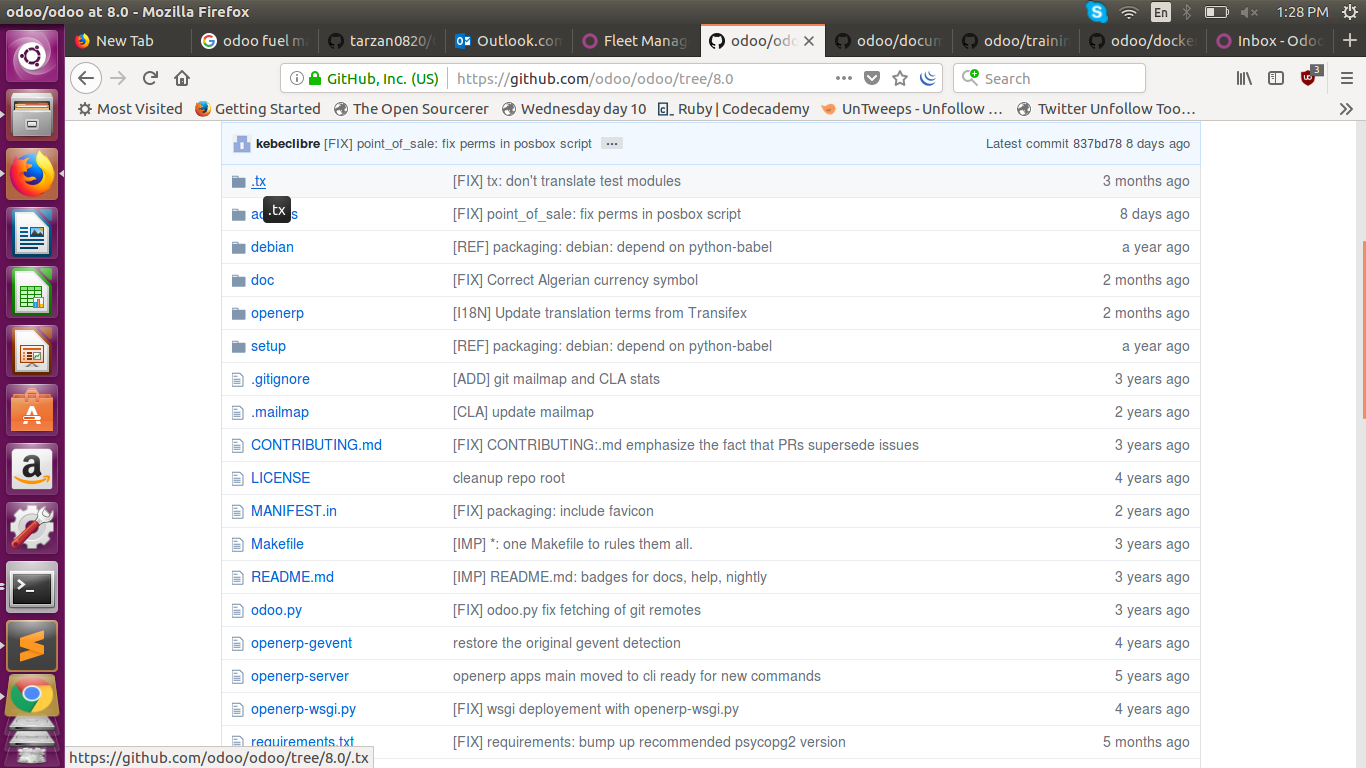 odoo/odoo at 8.0 - Mozilla Firefox
En
1:28 PM
New Tab
odoo fuel m
tarzan0820/
Outlook.con
Fleet Manag
odoo/odo
odoo/docum
odoo/trainin
odoo/docke
Inbox - Odoo
GitHub, Inc. (US)
https://github.com/odoo/odoo/tree/8.0
Search
3
Most Visited
Getting Started
The Open Sourcerer
Wednesday day 10
Ruby | Codecademy
UnTweeps - Unfollow …
Twitter Unfollow Too…
kebeclibre [FIX] point_of_sale: fix perms in posbox script
Latest commit 837bd78 8 days ago
.tx [FIX] tx: don't translate test modules 3 months ago
.tx
[FIX] point_of_sale: fix perms in posbox script 8 days ago
debian [REF] packaging: debian: depend on python-babel a year ago
doc [FIX] Correct Algerian currency symbol 2 months ago
openerp [I18N] Update translation terms from Transifex 2 months ago
setup [REF] packaging: debian: depend on python-babel a year ago
.gitignore [ADD] git mailmap and CLA stats 3 years ago
.mailmap [CLA] update mailmap 2 years ago
CONTRIBUTING.md [FIX] CONTRIBUTING:.md emphasize the fact that PRs supersede issues 3 years ago
LICENSE cleanup repo root 4 years ago
MANIFEST.in [FIX] packaging: include favicon 2 years ago
Makefile [IMP] *: one Makefile to rules them all. 3 years ago
README.md [IMP] README.md: badges for docs, help, nightly 3 years ago
odoo.py [FIX] odoo.py fix fetching of git remotes 3 years ago
openerp-gevent restore the original gevent detection 4 years ago
openerp-server openerp apps main moved to cli ready for new commands 5 years ago
openerp-wsgi.py [FIX] wsgi deployement with openerp-wsgi.py 4 years ago
requirements.txt [FIX] requirements: bump up recommended psycopg2 version 5 months ago
https://github.com/odoo/odoo/tree/8.0/.tx